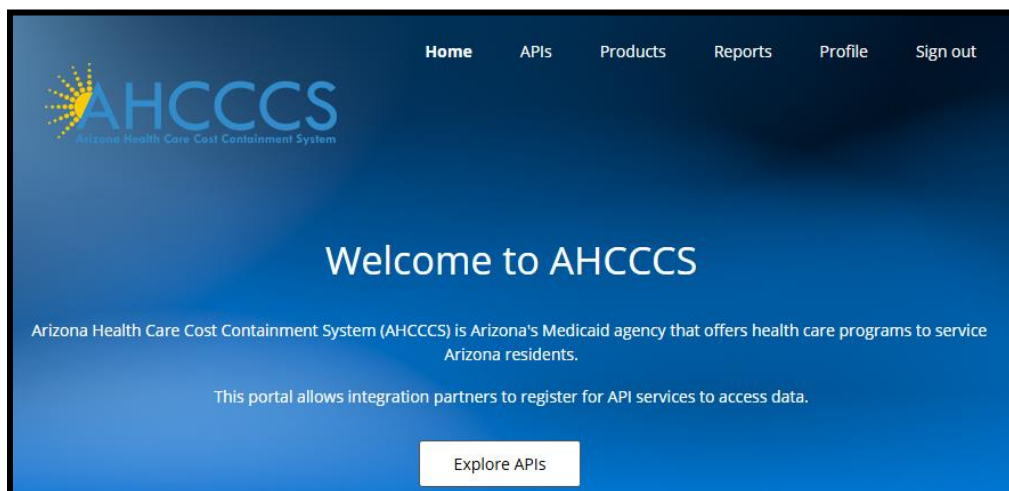 Home APIs Products Reports Profile Sign out
AHCCCS
Arizona Health Care Cost Containment System
Welcome to AHCCCS
Arizona Health Care Cost Containment System (AHCCCS) is Arizona's Medicaid agency that offers health care programs to service
Arizona residents.
This portal allows integration partners to register for API services to access data.
Explore APIs